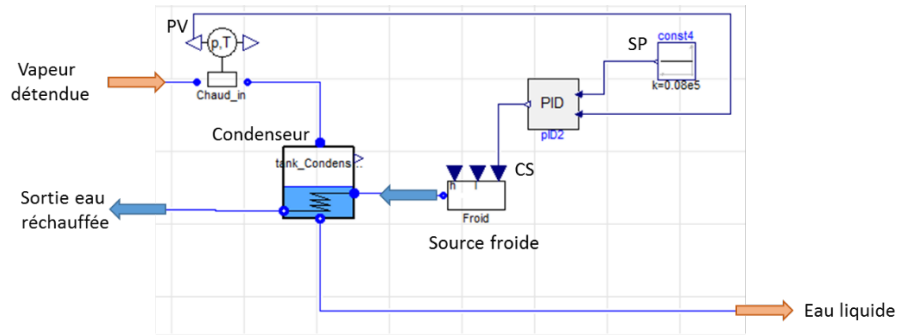 PV
p,T
const4
SP
k=0.08e5
Vapeur
détendue
Chaud_in
PID
pID2
Condenseur
tank_Condens...
CS
h
Froid
Sortie eau
réchauffée
Source froide
Eau liquide